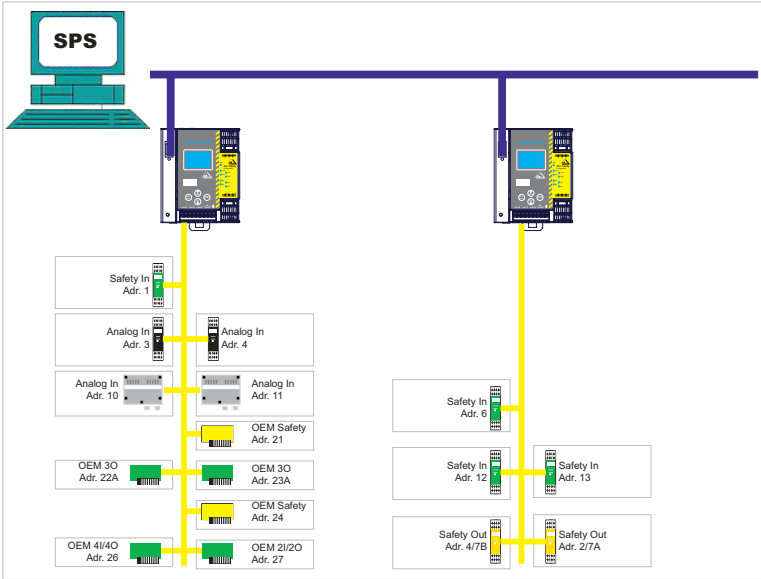 SPS
Safety In
Adr. 1
Analog In
Adr. 3
Analog In
Adr. 4
Analog In
Adr. 10
Analog In
Adr. 11
OEM Safety
Adr. 21
OEM 3O
Adr. 22A
OEM 3O
Adr. 23A
OEM Safety
Adr. 24
OEM 4I/4O
Adr. 26
OEM 2I/2O
Adr. 27
Safety In
Adr. 6
Safety In
Adr. 12
Safety In
Adr. 13
Safety Out
Adr. 4/7B
Safety Out
Adr. 2/7A